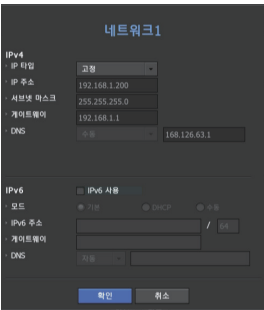 네트워크1
IPv4
· IP 타입 고정
· IP 주소 192.168.1.200
· 서브넷 마스크 255.255.255.0
· 게이트웨이 192.168.1.1
· DNS 수동 168.126.63.1
IPv6 IPv6 사용
· 모드 기본 DHCP 수동
· IPv6 주소 / 64
· 게이트웨이
· DNS 자동
확인 취소